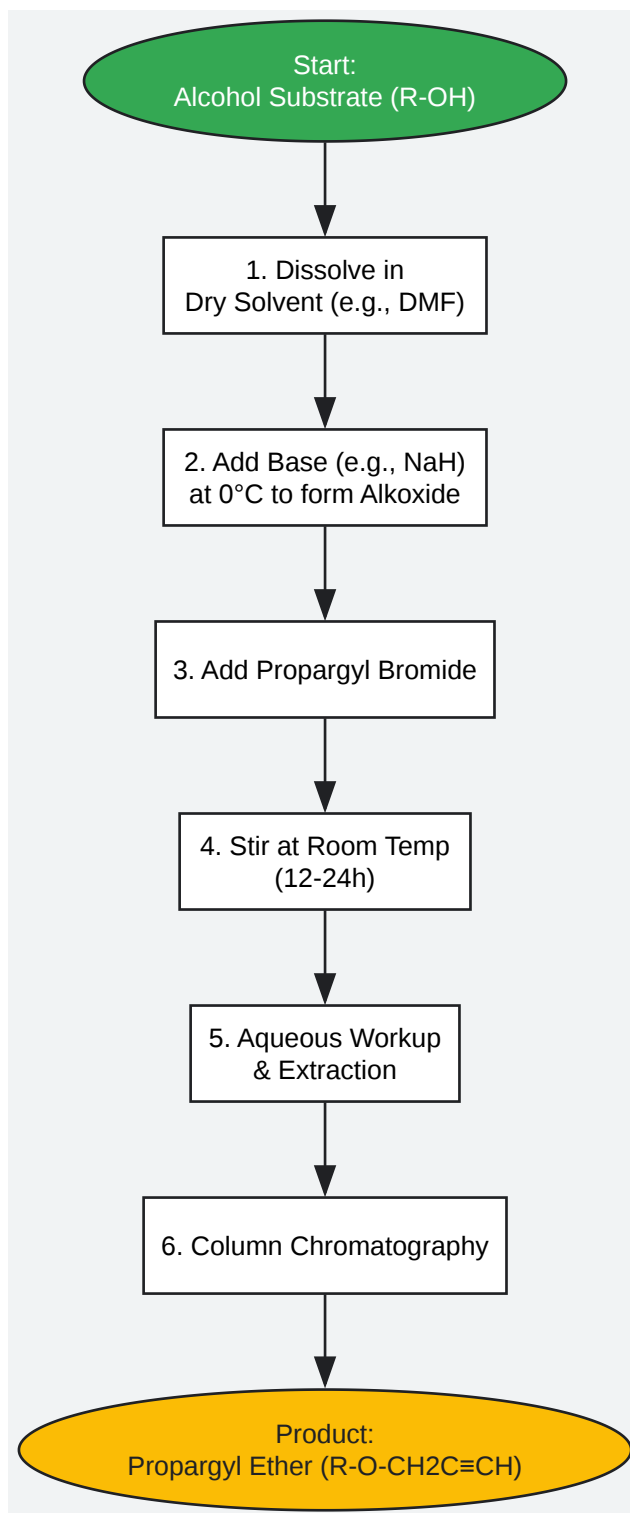 Start:
Alcohol Substrate (R-OH)
1. Dissolve in
Dry Solvent (e.g., DMF)
2. Add Base (e.g., NaH)
at 0°C to form Alkoxide
3. Add Propargyl Bromide
4. Stir at Room Temp
(12-24h)
5. Aqueous Workup
& Extraction
6. Column Chromatography
Product:
Propargyl Ether (R-O-CH2C≡CH)